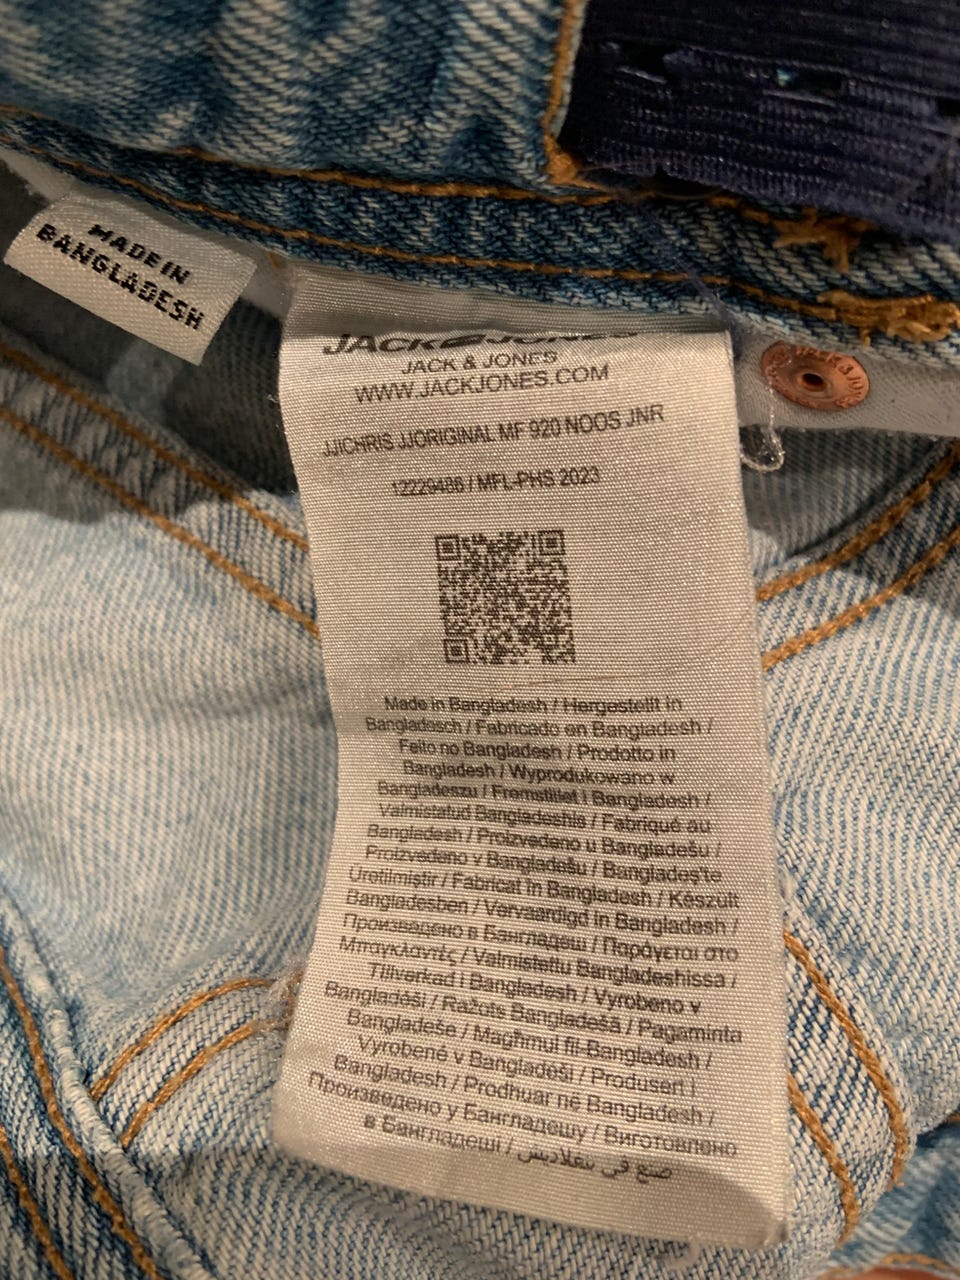 MADE IN
BANGLADESH
JACK & JONES
JACK & JONES
WWW.JACKJONES.COM
JJICHRIS JJORIGINAL MF 920 NOOS JNR
12229486 / MFL-PHS 2023
Made in Bangladesh / Hergestellt in
Bangladesch / Fabricado en Bangladesh /
Feito no Bangladesh / Prodotto in
Bangladesh / Wyprodukowano w
Bangladeszu / Fremstillet i Bangladesh /
Valmistatud Bangladeshis / Fabriqué au
Bangladesh / Proizvedeno u Bangladešu /
Proizvedeno v Bangladešu / Bangladeş'te
Üretilmiştir / Fabricat în Bangladesh / Készült
Bangladesben / Vervaardigd in Bangladesh /
Произведено в Бангладеш / Παράγεται στο
Μπαγκλαντές / Valmistettu Bangladeshissa /
Tillverkad i Bangladesh / Vyrobeno v
Bangladéši / Ražots Bangladešā / Pagaminta
Bangladeše / Magħmul fil-Bangladesh /
Vyrobené v Bangladéši / Produsert i
Bangladesh / Prodhuar në Bangladesh /
Произведено у Бангладешу / Виготовлено
в Бангладеші / صنع في بنغلاديش